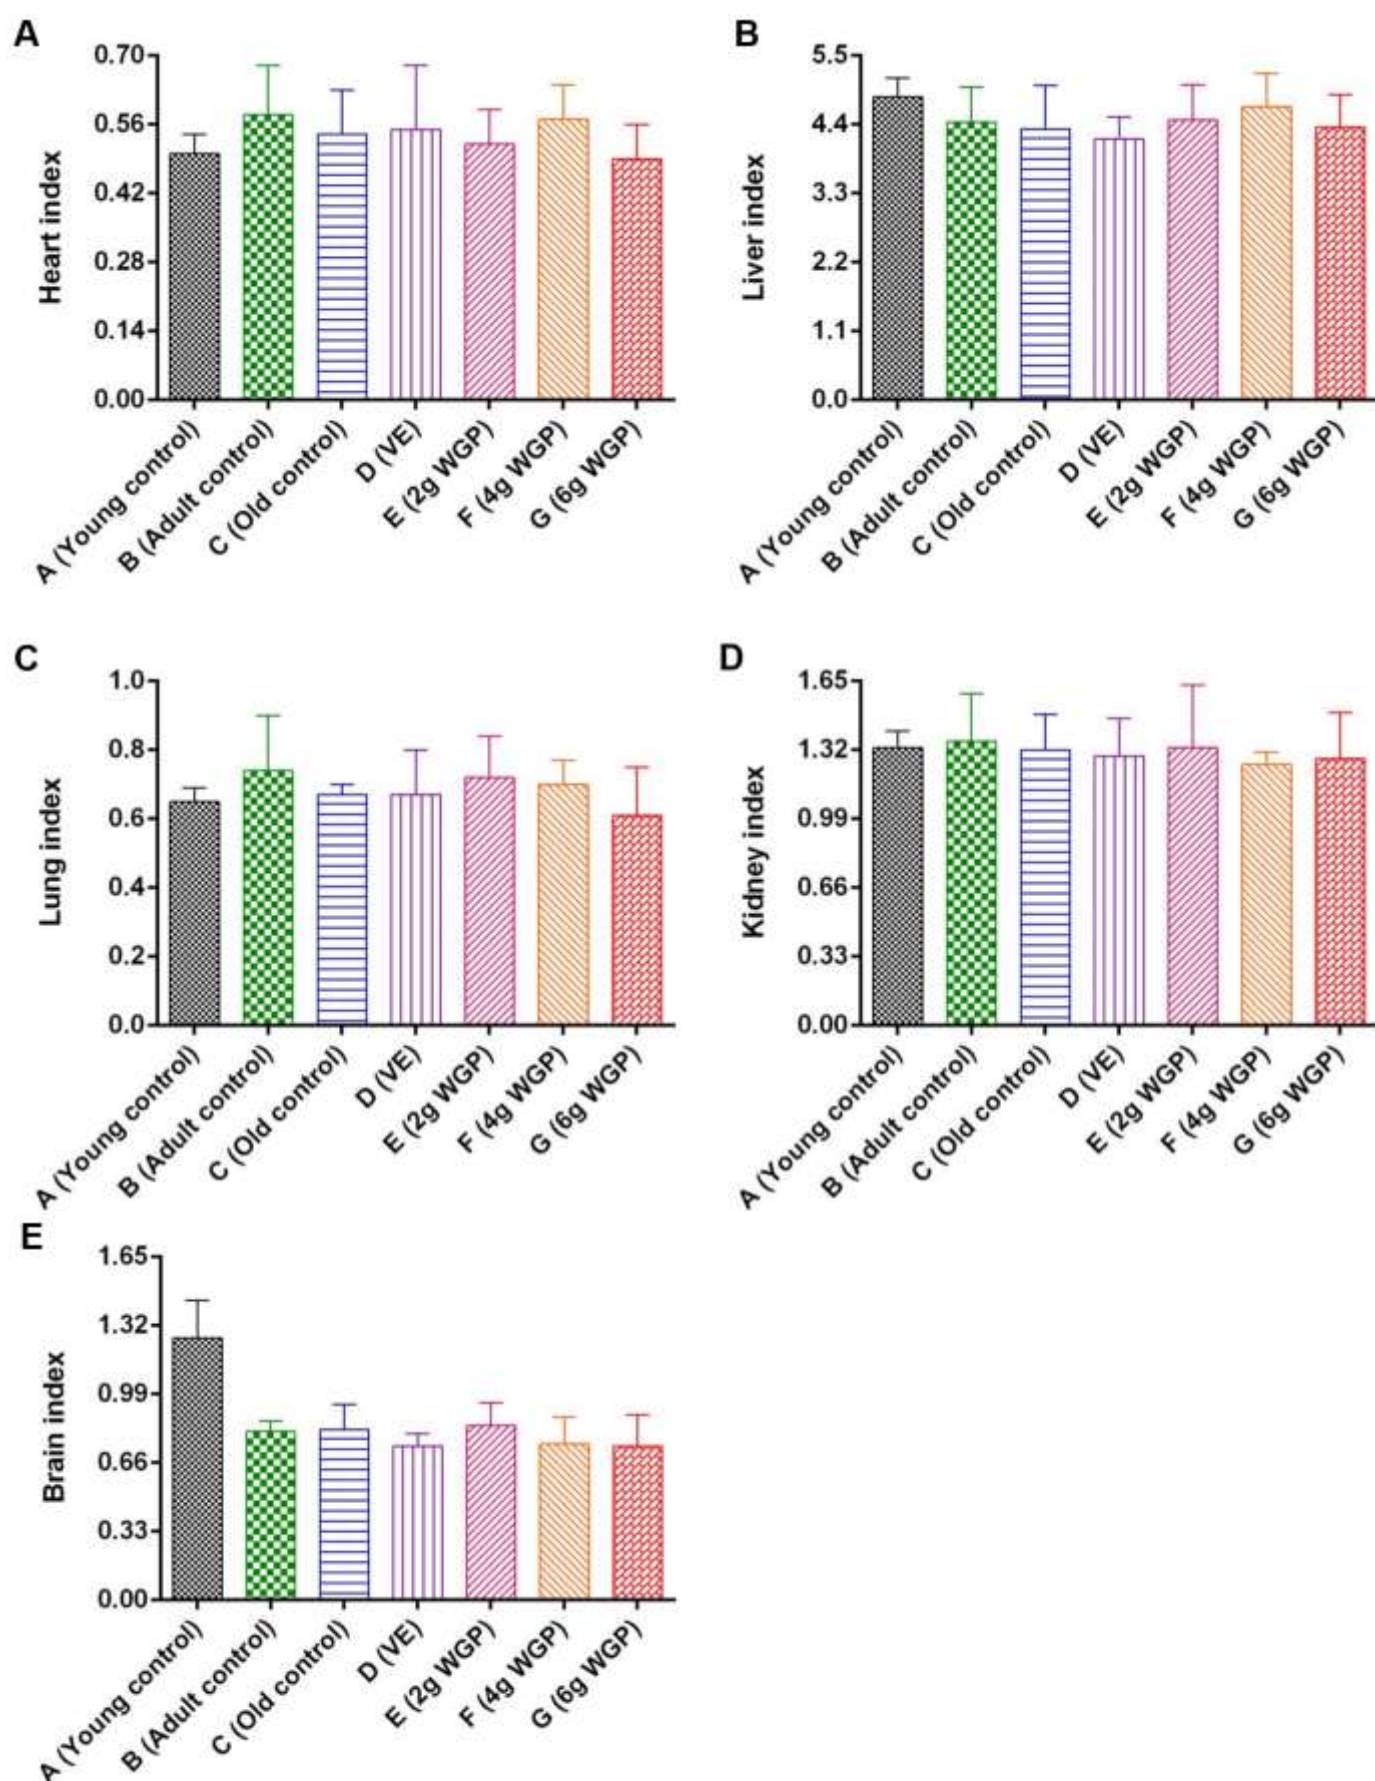 A
Heart index
0.70
0.56
0.42
0.28
0.14
0.00
A (Young control)
B (Adult control)
C (Old control)
D (VE)
E (2g WGP)
F (4g WGP)
G (6g WGP)
B
Liver index
5.5
4.4
3.3
2.2
1.1
0.0
A (Young control)
B (Adult control)
C (Old control)
D (VE)
E (2g WGP)
F (4g WGP)
G (6g WGP)
C
Lung index
1.0
0.8
0.6
0.4
0.2
0.0
A (Young control)
B (Adult control)
C (Old control)
D (VE)
E (2g WGP)
F (4g WGP)
G (6g WGP)
D
Kidney index
1.65
1.32
0.99
0.66
0.33
0.00
A (Young control)
B (Adult control)
C (Old control)
D (VE)
E (2g WGP)
F (4g WGP)
G (6g WGP)
E
Brain index
1.65
1.32
0.99
0.66
0.33
0.00
A (Young control)
B (Adult control)
C (Old control)
D (VE)
E (2g WGP)
F (4g WGP)
G (6g WGP)